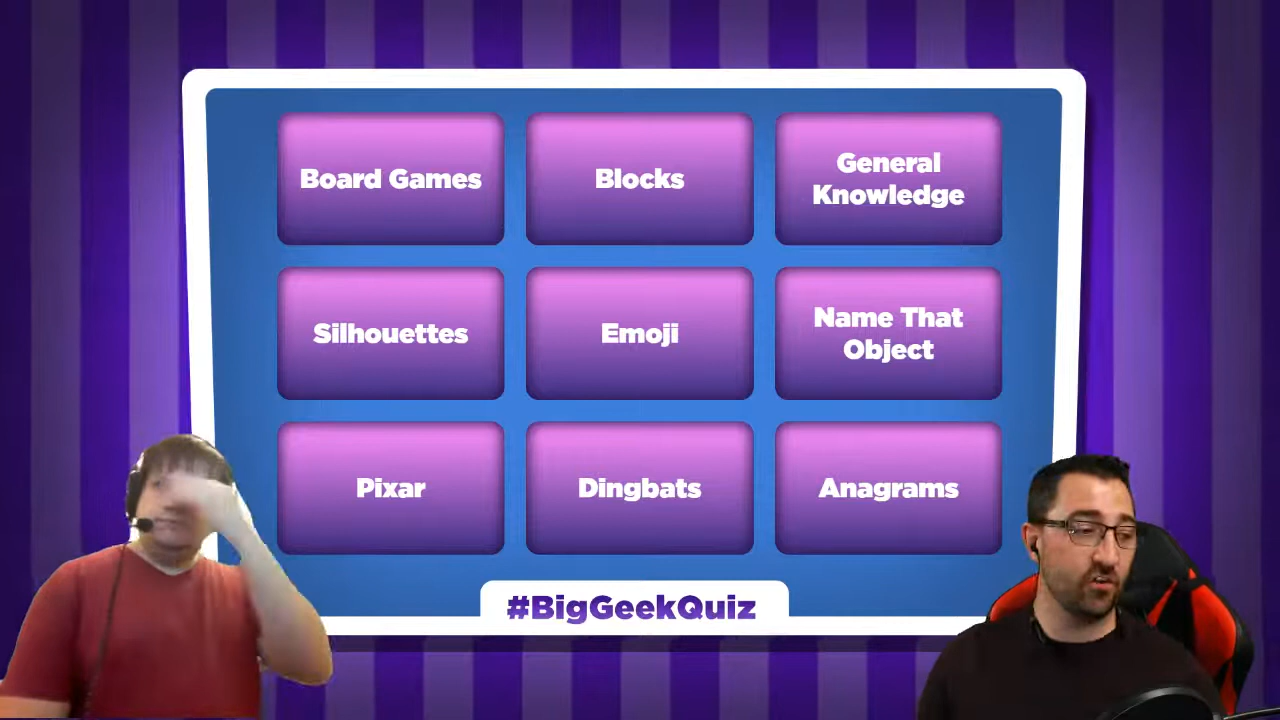 Board Games
Blocks
General
Knowledge
Silhouettes
Emoji
Name That
Object
Pixar
Dingbats
Anagrams
#BigGeekQuiz